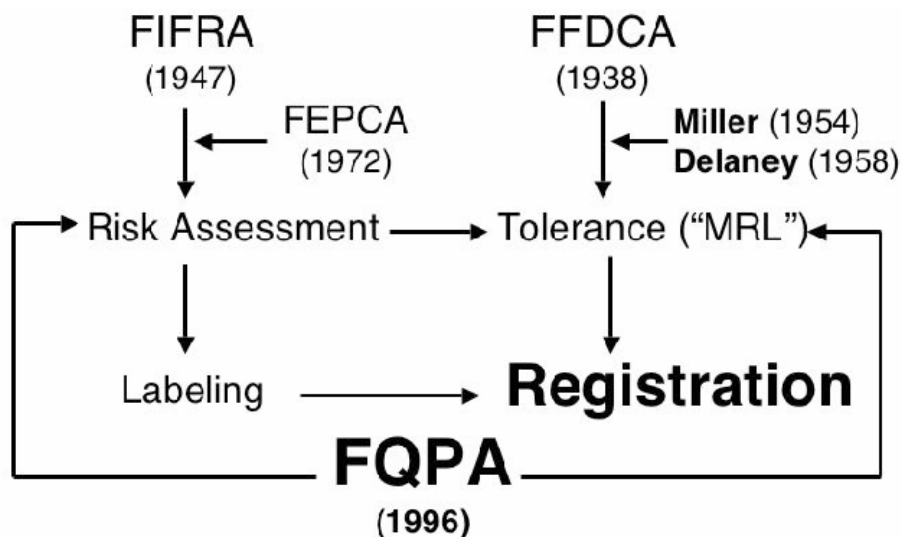 FIFRA
(1947)
FFDCA
(1938)
FEPCA
(1972)
Miller (1954)
Delaney (1958)
Risk Assessment
Tolerance (“MRL”)
Labeling
Registration
FQPA
(1996)